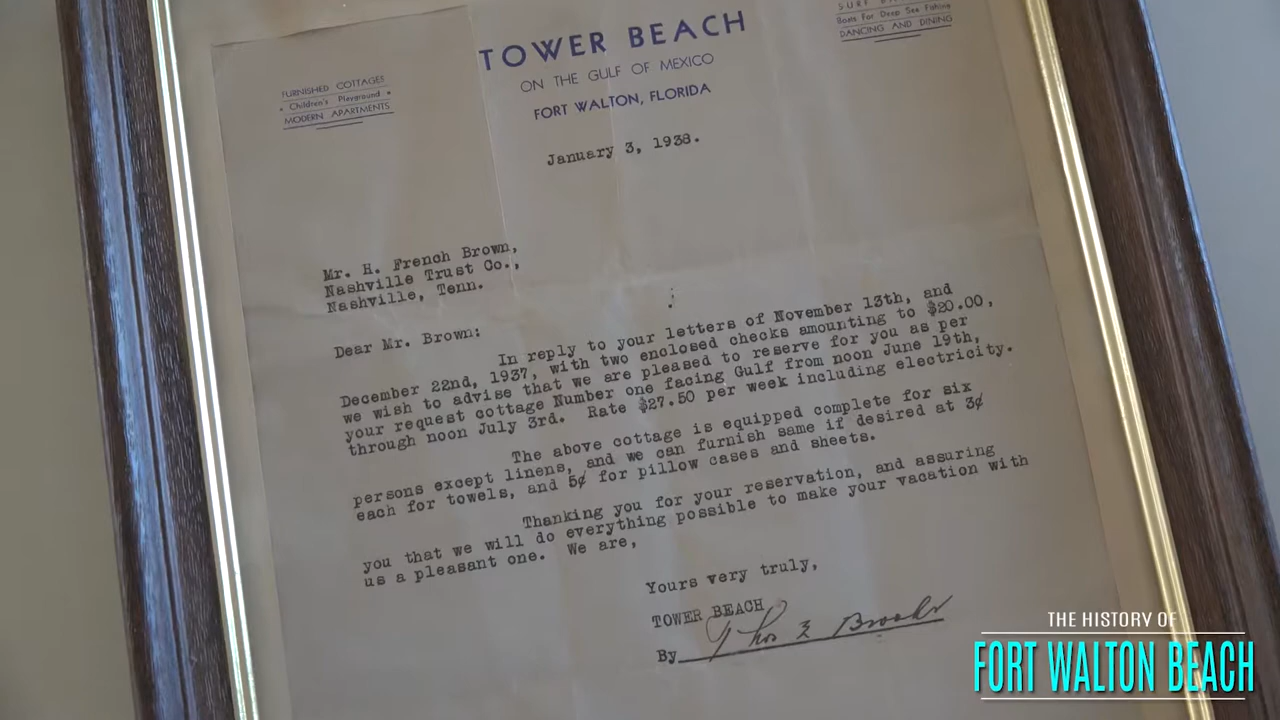 TOWER BEACH
ON THE GULF OF MEXICO
FORT WALTON, FLORIDA
FURNISHED COTTAGES
• Children's Playground •
MODERN APARTMENTS
Boats For Deep Sea Fishing
DANCING AND DINING
January 3, 1938.
Mr. H. French Brown,
Nashville Trust Co.,
Nashville, Tenn.
Dear Mr. Brown:
In reply to your letters of November 13th, and
December 22nd, 1937, with two enclosed checks amounting to $20.00,
we wish to advise that we are pleased to reserve for you as per
your request cottage Number one facing Gulf from noon June 19th,
through noon July 3rd. Rate $27.50 per week including electricity.
The above cottage is equipped complete for six
persons except linens, and we can furnish same if desired at 3¢
each for towels, and 5¢ for pillow cases and sheets.
Thanking you for your reservation, and assuring
you that we will do everything possible to make your vacation with
us a pleasant one. We are,
Yours very truly,
TOWER BEACH
By Thos E Brooks
THE HISTORY OF
FORT WALTON BEACH